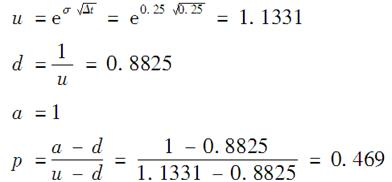 u = e^{σ√Δt} = e^{0.25√0.25} = 1.1331
d = 1/u = 0.8825
a = 1
p = (a − d)/(u − d) = (1 − 0.8825)/(1.1331 − 0.8825) = 0.469